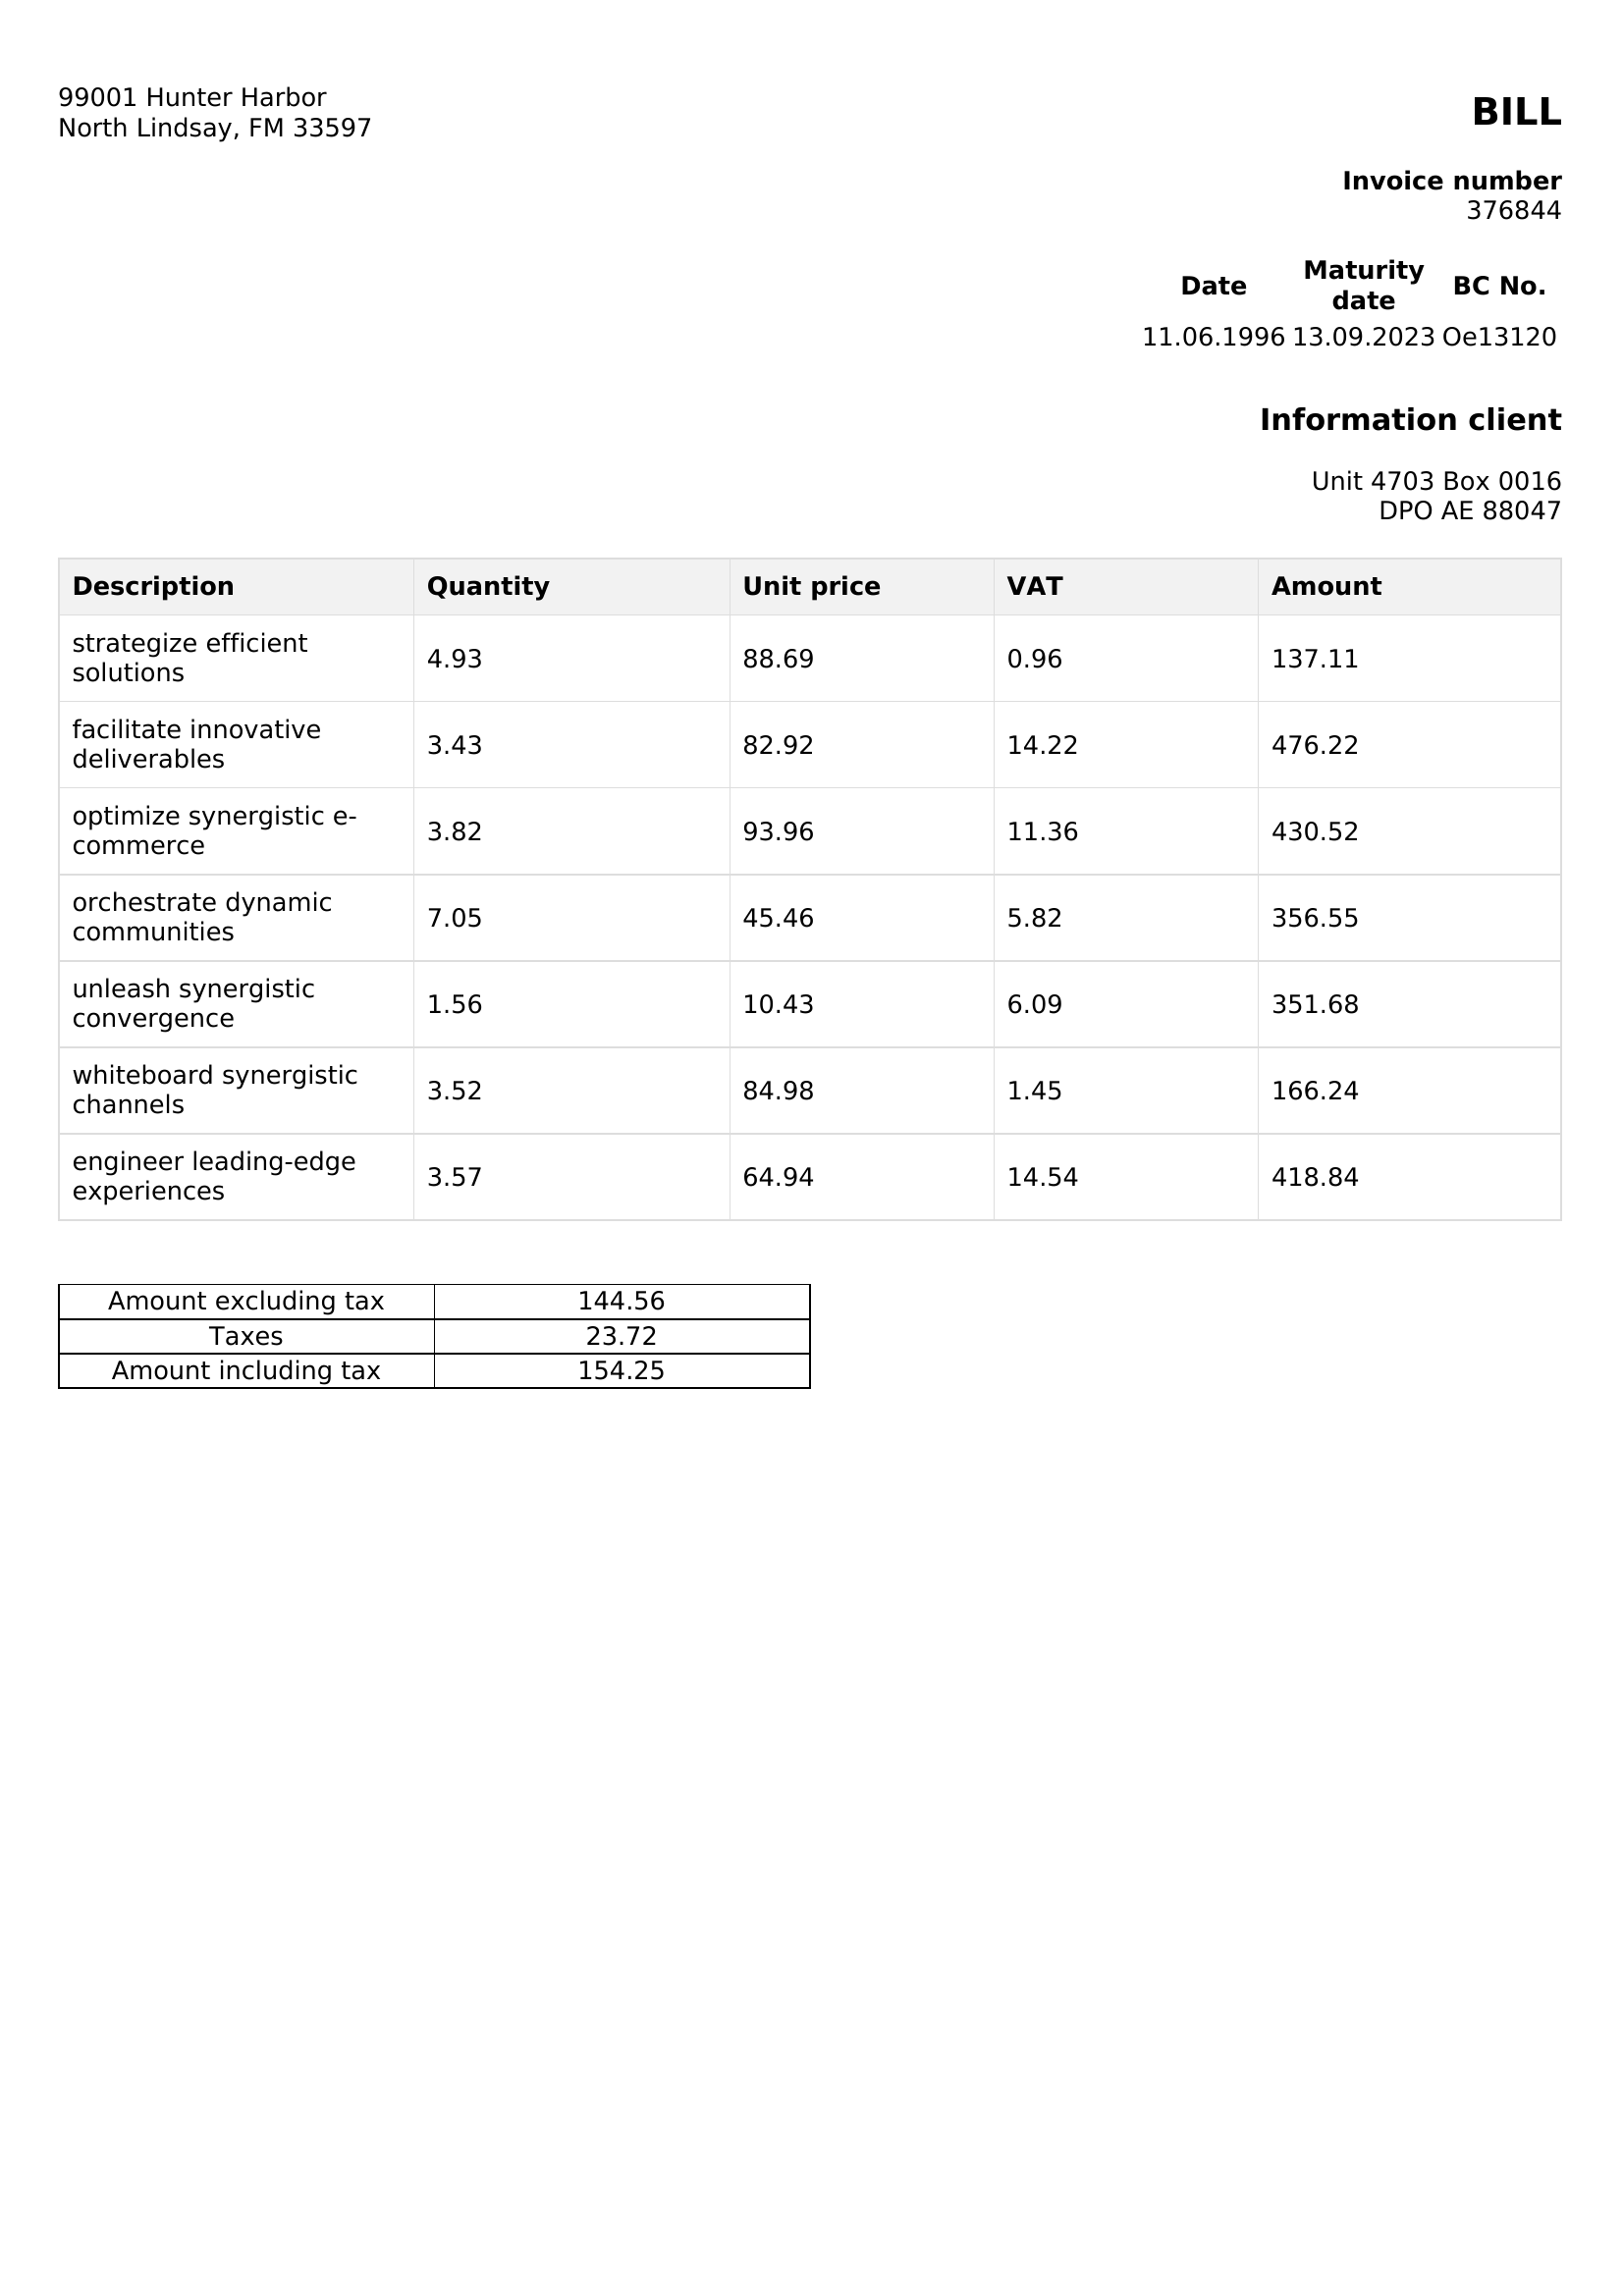 99001 Hunter Harbor
North Lindsay, FM 33597
BILL
Invoice number
376844
Date Maturity date BC No.
11.06.1996 13.09.2023 Oe13120
Information client
Unit 4703 Box 0016
DPO AE 88047
Description Quantity Unit price VAT Amount
strategize efficient
solutions 4.93 88.69 0.96 137.11
facilitate innovative
deliverables 3.43 82.92 14.22 476.22
optimize synergistic e-
commerce 3.82 93.96 11.36 430.52
orchestrate dynamic
communities 7.05 45.46 5.82 356.55
unleash synergistic
convergence 1.56 10.43 6.09 351.68
whiteboard synergistic
channels 3.52 84.98 1.45 166.24
engineer leading-edge
experiences 3.57 64.94 14.54 418.84
Amount excluding tax 144.56
Taxes 23.72
Amount including tax 154.25